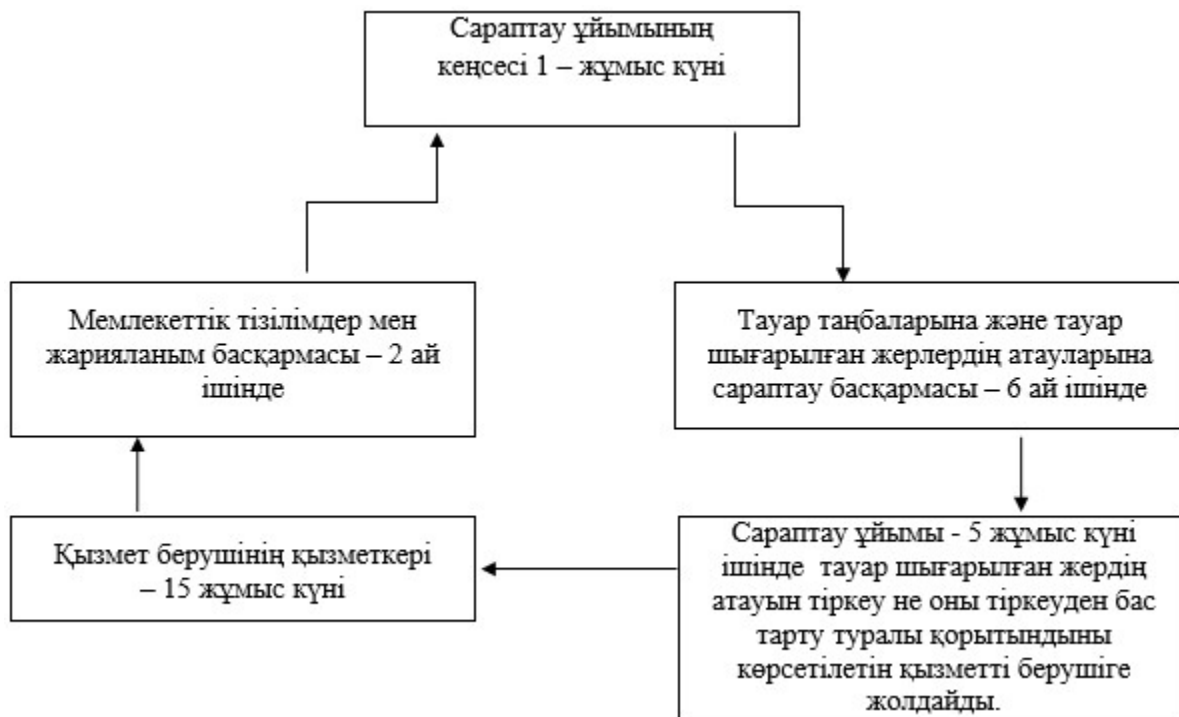 Сараптау ұйымының
кеңсесі 1 – жұмыс күні
Мемлекеттік тізілімдер мен
жарияланым басқармасы – 2 ай
ішінде
Тауар таңбаларына және тауар
шығарылған жерлердің атауларына
сараптау басқармасы – 6 ай ішінде
Қызмет берушінің қызметкері
– 15 жұмыс күні
Сараптау ұйымы - 5 жұмыс күні
ішінде тауар шығарылған жердің
атауын тіркеу не оны тіркеуден бас
тарту туралы қорытындыны
көрсетілетін қызметті берушіге
жолдайды.